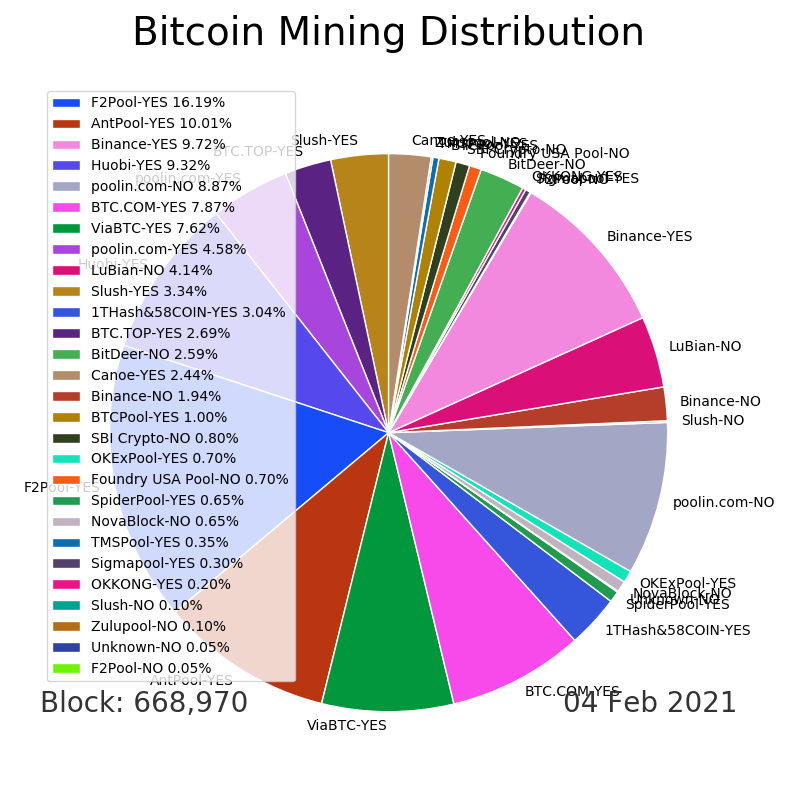 Bitcoin Mining Distribution
F2Pool-YES 16.19%
AntPool-YES 10.01%
Binance-YES 9.72%
Huobi-YES 9.32%
poolin.com-NO 8.87%
BTC.COM-YES 7.87%
ViaBTC-YES 7.62%
poolin.com-YES 4.58%
LuBian-NO 4.14%
Slush-YES 3.34%
1THash&58COIN-YES 3.04%
BTC.TOP-YES 2.69%
BitDeer-NO 2.59%
Canoe-YES 2.44%
Binance-NO 1.94%
BTCPool-YES 1.00%
SBI Crypto-NO 0.80%
OKExPool-YES 0.70%
Foundry USA Pool-NO 0.70%
SpiderPool-YES 0.65%
NovaBlock-NO 0.65%
TMSPool-YES 0.35%
Sigmapool-YES 0.30%
OKKONG-YES 0.20%
Slush-NO 0.10%
Zulupool-NO 0.10%
Unknown-NO 0.05%
F2Pool-NO 0.05%
Slush-YES
BTC.TOP-YES
poolin.com-YES
Huobi-YES
F2Pool-YES
AntPool-YES
ViaBTC-YES
Canoe-YES
Foundry USA Pool-NO
BitDeer-NO
OKKONG-YES
Binance-YES
LuBian-NO
Binance-NO
Slush-NO
poolin.com-NO
OKExPool-YES
NovaBlock-NO
Unknown-NO
SpiderPool-YES
1THash&58COIN-YES
BTC.COM-YES
Block: 668,970
04 Feb 2021